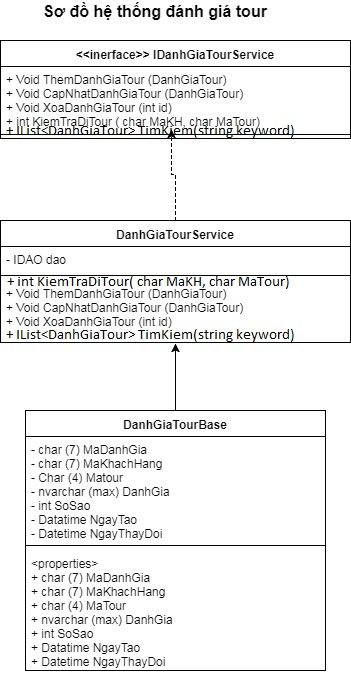 Sơ đồ hệ thống đánh giá tour
<<inerface>> IDanhGiaTourService
+ Void ThemDanhGiaTour (DanhGiaTour)
+ Void CapNhatDanhGiaTour (DanhGiaTour)
+ Void XoaDanhGiaTour (int id)
+ int KiemTraDiTour ( char MaKH, char MaTour)
+ IList<DanhGiaTour> TimKiem(string keyword)
DanhGiaTourService
- IDAO dao
+ int KiemTraDiTour( char MaKH, char MaTour)
+ Void ThemDanhGiaTour (DanhGiaTour)
+ Void CapNhatDanhGiaTour (DanhGiaTour)
+ Void XoaDanhGiaTour (int id)
+ IList<DanhGiaTour> TimKiem(string keyword)
DanhGiaTourBase
- char (7) MaDanhGia
- char (7) MaKhachHang
- Char (4) Matour
- nvarchar (max) DanhGia
- int SoSao
- Datatime NgayTao
- Datetime NgayThayDoi
<properties>
+ char (7) MaDanhGia
+ char (7) MaKhachHang
+ char (4) MaTour
+ nvarchar (max) DanhGia
+ int SoSao
+ Datatime NgayTao
+ Datetime NgayThayDoi